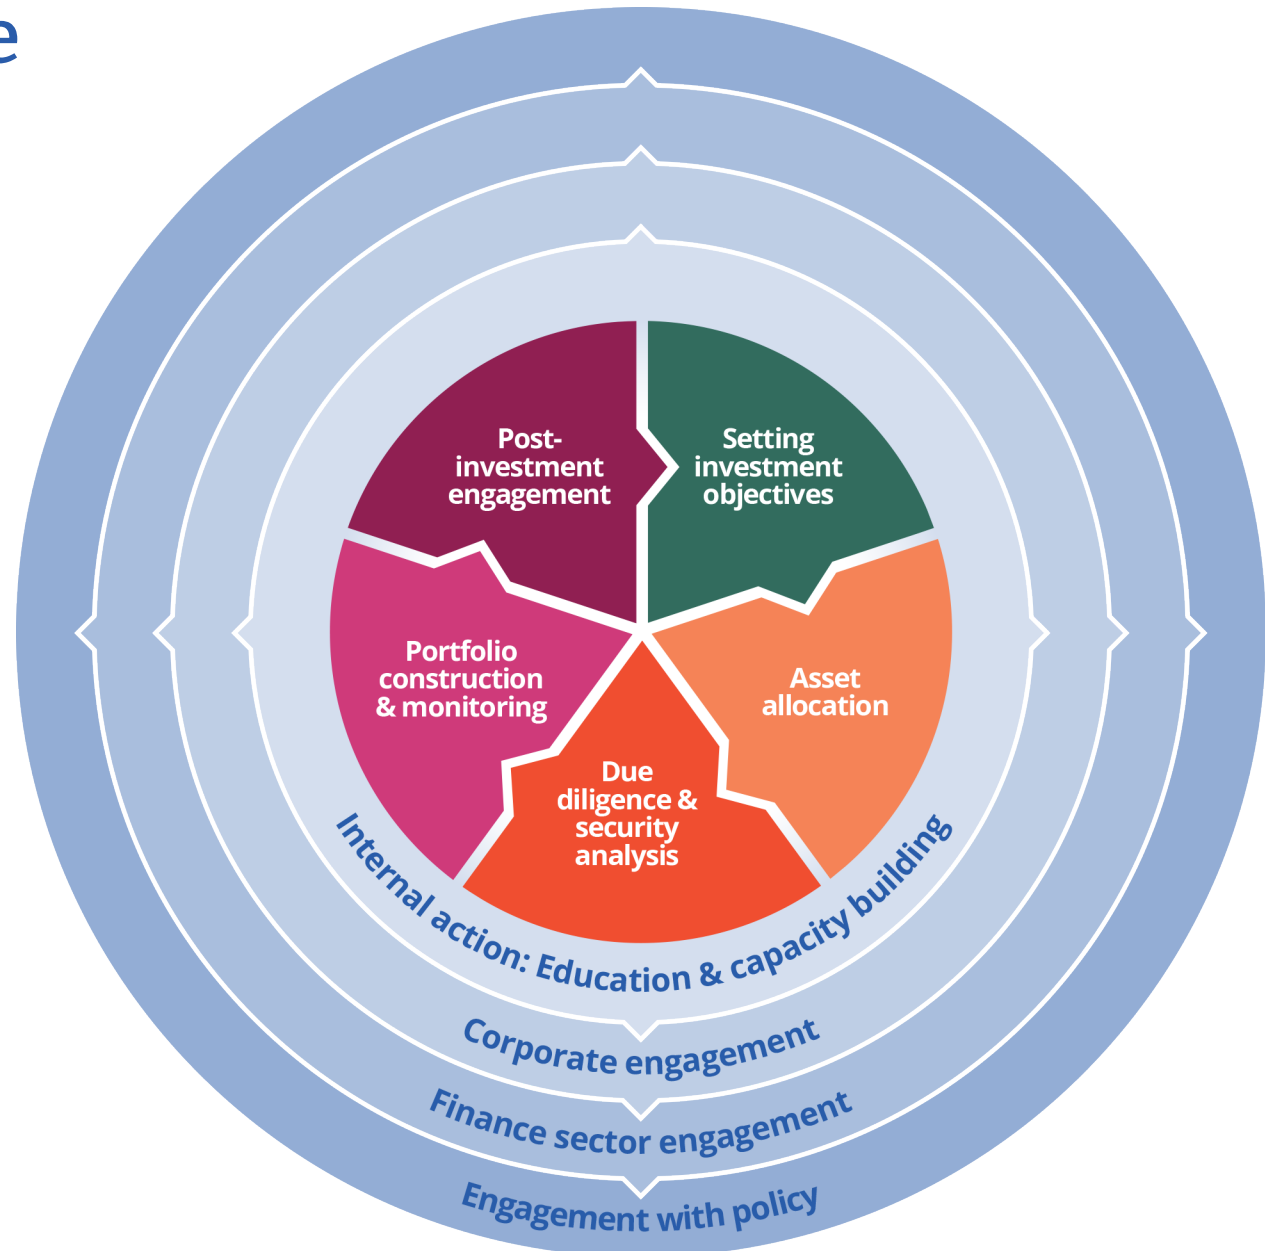 e
Post-
investment
engagement
Setting
investment
objectives
Portfolio
construction
& monitoring
Asset
allocation
Due
diligence &
security
analysis
Internal action: Education & capacity building
Corporate engagement
Finance sector engagement
Engagement with policy